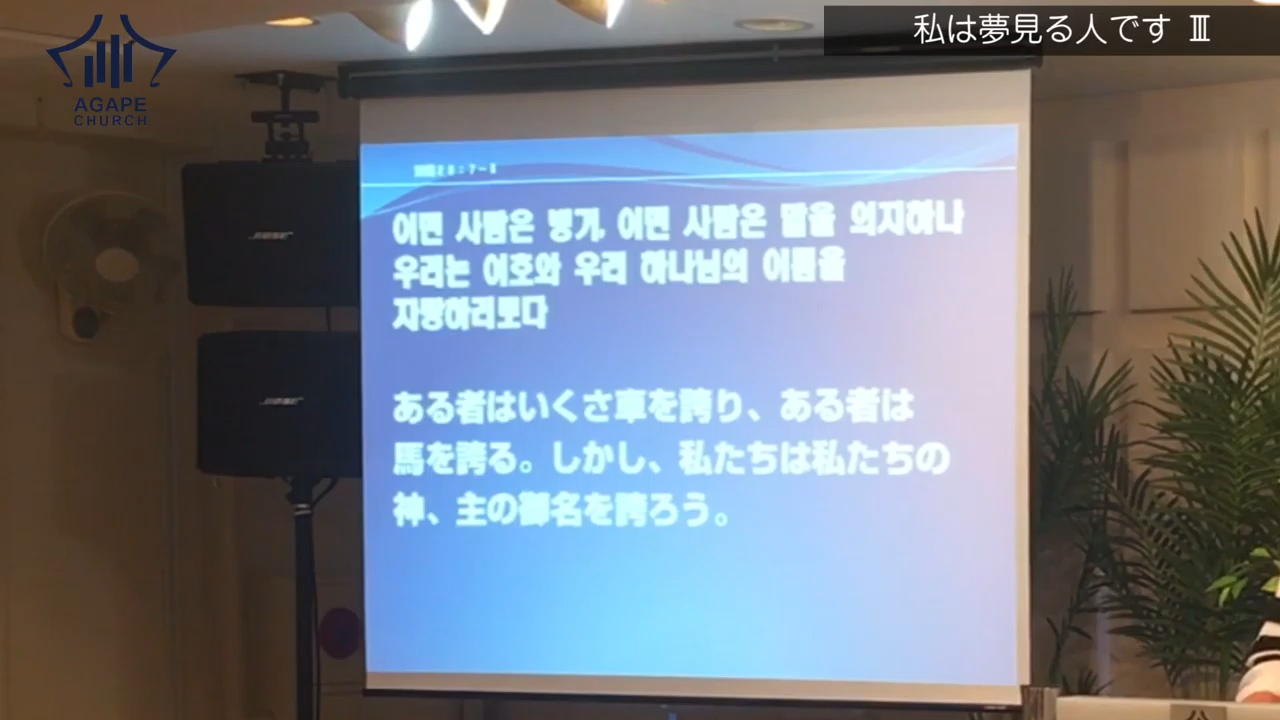 私は夢見る人です Ⅲ
AGAPE
CHURCH
어떤 사람은 병거, 어떤 사람은 말을 의지하나
우리는 여호와 우리 하나님의 이름을
자랑하리로다
ある者はいくさ車を誇り、ある者は
馬を誇る。しかし、私たちは私たちの
神、主の御名を誇ろう。
BOSE
BOSE